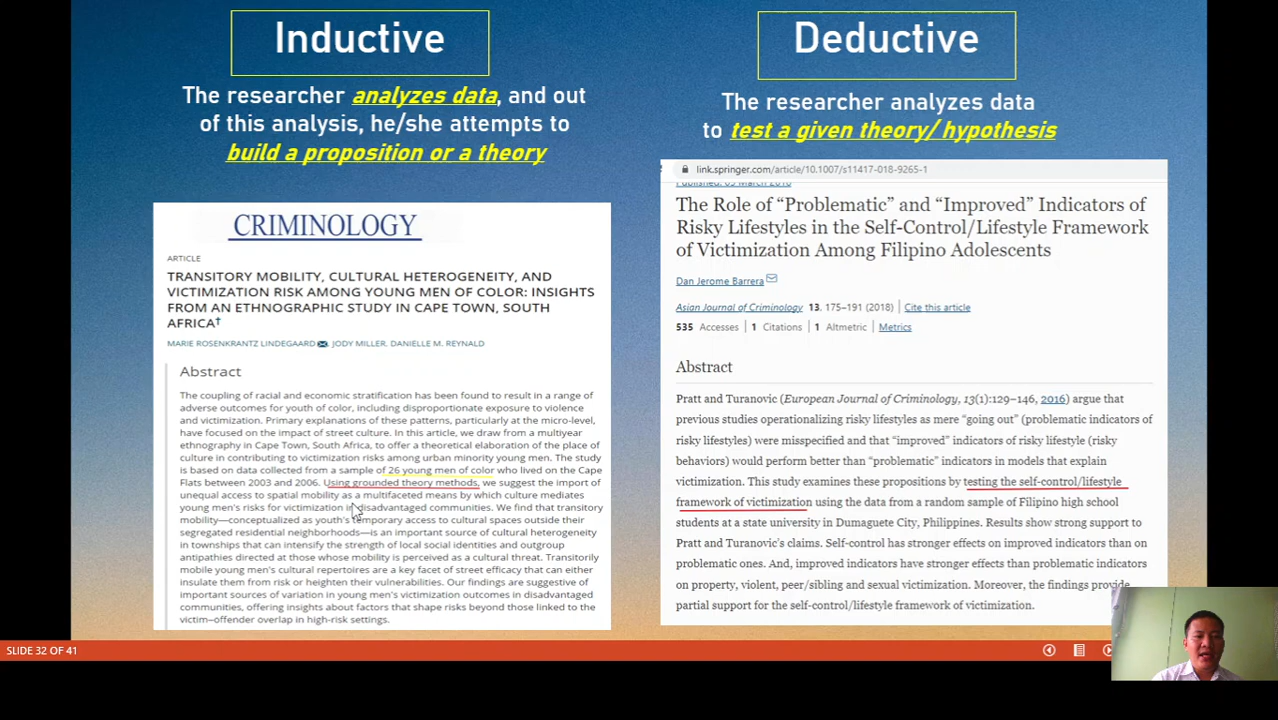 Inductive
The researcher analyzes data, and out
of this analysis, he/she attempts to
build a proposition or a theory
CRIMINOLOGY
ARTICLE
TRANSITORY MOBILITY, CULTURAL HETEROGENEITY, AND
VICTIMIZATION RISK AMONG YOUNG MEN OF COLOR: INSIGHTS
FROM AN ETHNOGRAPHIC STUDY IN CAPE TOWN, SOUTH
AFRICA†
MARIE ROSENKRANTZ LINDEGAARD, JODY MILLER, DANIELLE M. REYNALD
Abstract
The coupling of racial and economic stratification has been found to result in a range of
adverse outcomes for youth of color, including disproportionate exposure to violence
and victimization. Primary explanations of these patterns, particularly at the micro-level,
have focused on the impact of street culture. In this article, we draw from a multiyear
ethnography in Cape Town, South Africa, to offer a theoretical elaboration of the place of
culture in contributing to victimization risks among urban minority young men. The study
is based on data collected from a sample of 26 young men of color who lived on the Cape
Flats between 2003 and 2006. Using grounded theory methods, we suggest the import of
unequal access to spatial mobility as a multifaceted means by which culture mediates
young men's risks for victimization in disadvantaged communities. We find that transitory
mobility—conceptualized as youth's temporary access to cultural spaces outside their
segregated residential neighborhoods—is an important source of cultural heterogeneity
in townships that can intensify the strength of local social identities and outgroup
antipathies directed at those whose mobility is perceived as a cultural threat. Transitorily
mobile young men's cultural repertoires are a key facet of street efficacy that can either
insulate them from risk or heighten their vulnerabilities. Our findings are suggestive of
important sources of variation in young men's victimization outcomes in disadvantaged
communities, offering insights about factors that shape risks beyond those linked to the
victim–offender overlap in high-risk settings.
Deductive
The researcher analyzes data
to test a given theory/ hypothesis
link.springer.com/article/10.1007/s11417-018-9265-1
Published: 05 March 2018
The Role of “Problematic” and “Improved” Indicators of
Risky Lifestyles in the Self-Control/Lifestyle Framework
of Victimization Among Filipino Adolescents
Dan Jerome Barrera
Asian Journal of Criminology 13, 175–191 (2018) | Cite this article
535 Accesses | 1 Citations | 1 Altmetric | Metrics
Abstract
Pratt and Turanovic (European Journal of Criminology, 13(1):129–146, 2016) argue that
previous studies operationalizing risky lifestyles as mere “going out” (problematic indicators of
risky lifestyles) were misspecified and that “improved” indicators of risky lifestyle (risky
behaviors) would perform better than “problematic” indicators in models that explain
victimization. This study examines these propositions by testing the self-control/lifestyle
framework of victimization using the data from a random sample of Filipino high school
students at a state university in Dumaguete City, Philippines. Results show strong support to
Pratt and Turanovic’s claims. Self-control has stronger effects on improved indicators than on
problematic ones. And, improved indicators have stronger effects than problematic indicators
on property, violent, peer/sibling and sexual victimization. Moreover, the findings provide
partial support for the self-control/lifestyle framework of victimization.
SLIDE 32 OF 41